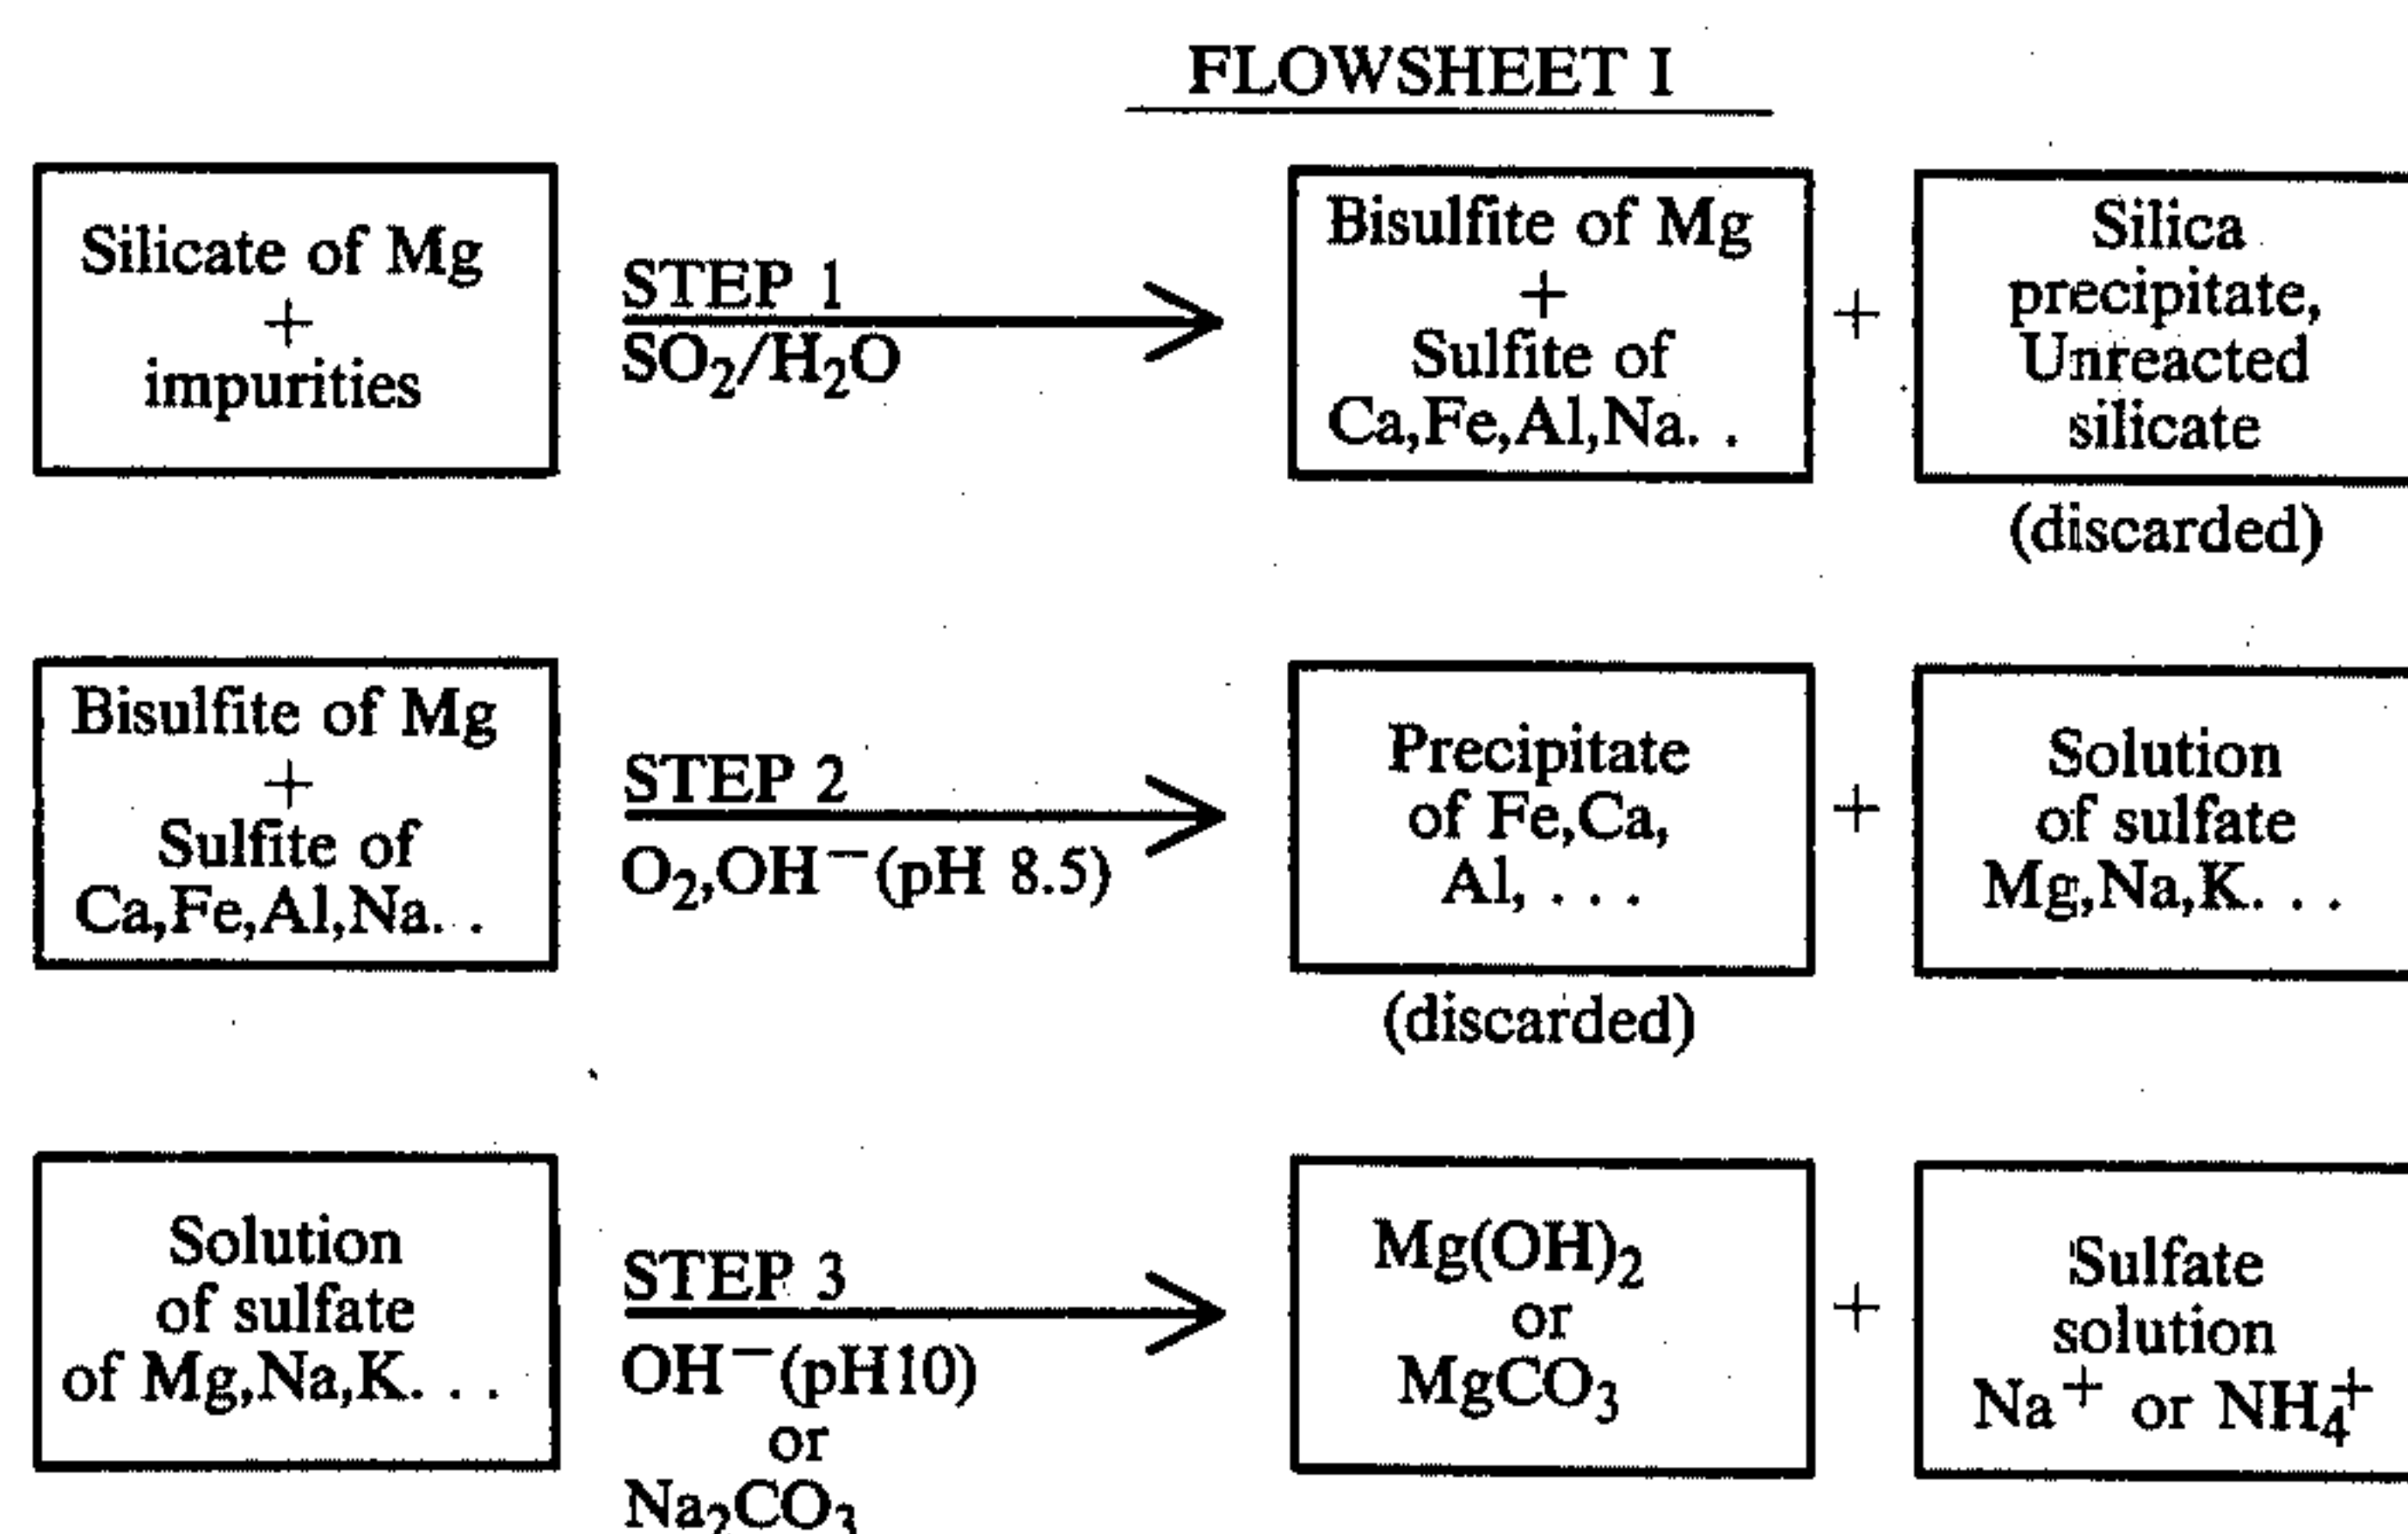 FLOWSHEET I
Silicate of Mg
+
impurities
STEP 1
SO₂/H₂O
Bisulfite of Mg
+
Sulfite of
Ca,Fe,Al,Na. .
+
Silica
precipitate,
Unreacted
silicate
(discarded)
Bisulfite of Mg
+
Sulfite of
Ca,Fe,Al,Na. .
STEP 2
O₂,OH⁻(pH 8.5)
Precipitate
of Fe,Ca,
Al, . . .
(discarded)
+
Solution
of sulfate
Mg,Na,K. . .
Solution
of sulfate
of Mg,Na,K. . .
STEP 3
OH⁻(pH10)
or
Na₂CO₃
Mg(OH)₂
or
MgCO₃
+
Sulfate
solution
Na⁺ or NH₄⁺